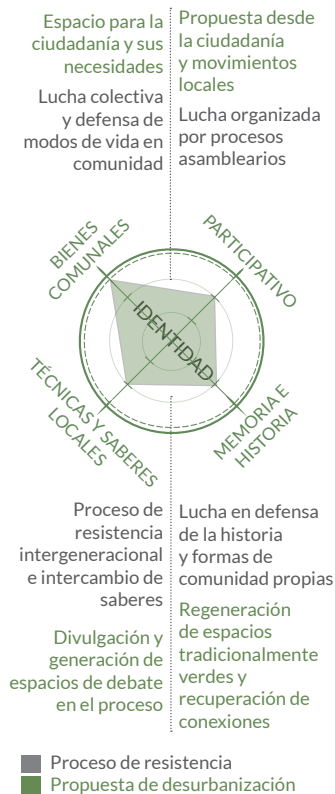 Espacio para la
ciudadanía y sus
necesidades
Lucha colectiva
y defensa de
modos de vida en
comunidad
Propuesta desde
la ciudadanía
y movimientos
locales
Lucha organizada
por procesos
asamblearios
BIENES
COMUNALES
PARTICIPATIVO
IDENTIDAD
TÉCNICAS Y SABERES
LOCALES
MEMORIA E
HISTORIA
Proceso de
resistencia
intergeneracional
e intercambio de
saberes
Divulgación y
generación de
espacios de debate
en el proceso
Lucha en defensa
de la historia
y formas de
comunidad propias
Regeneración
de espacios
tradicionalmente
verdes y
recuperación de
conexiones
Proceso de resistencia
Propuesta de desurbanización